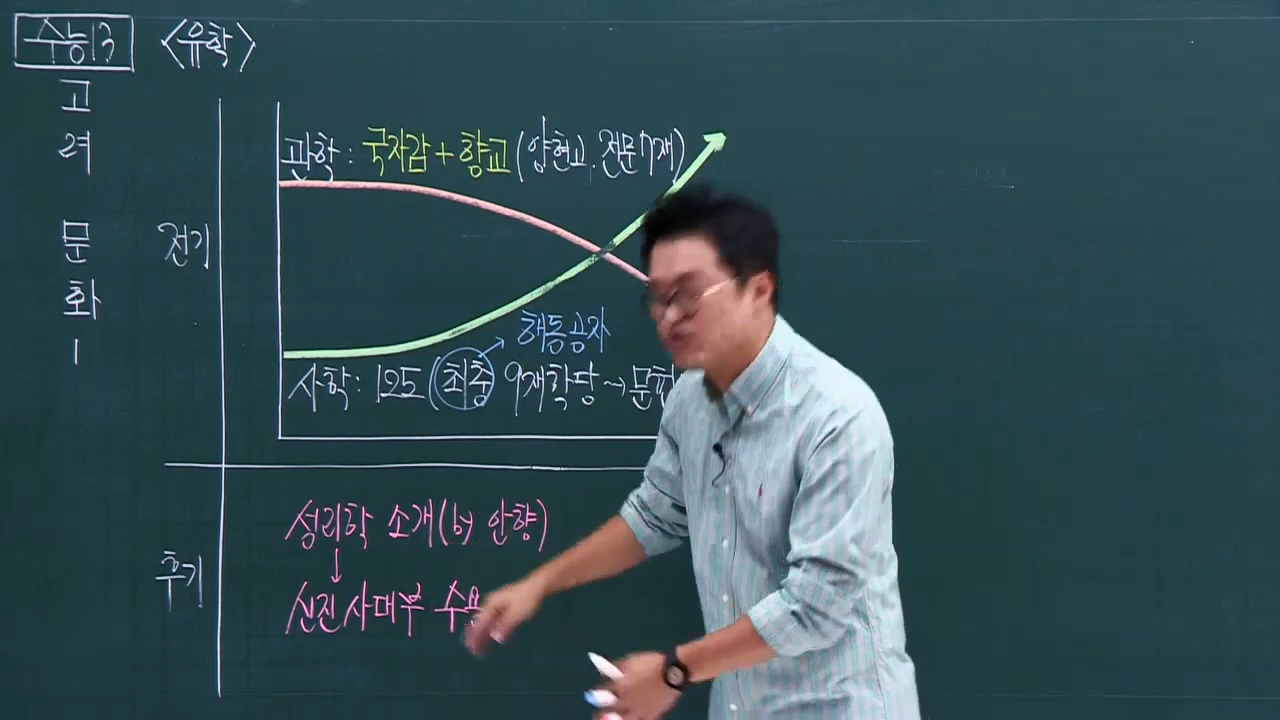 수능13
<유학>
고
려
문
화
1
전기
관학: 국자감 + 향교 (양현고, 전문7재)
해동공자
사학: 12도 (최충 9재학당 → 문헌
후기
성리학 소개 (by 안향)
↓
신진사대부 수용